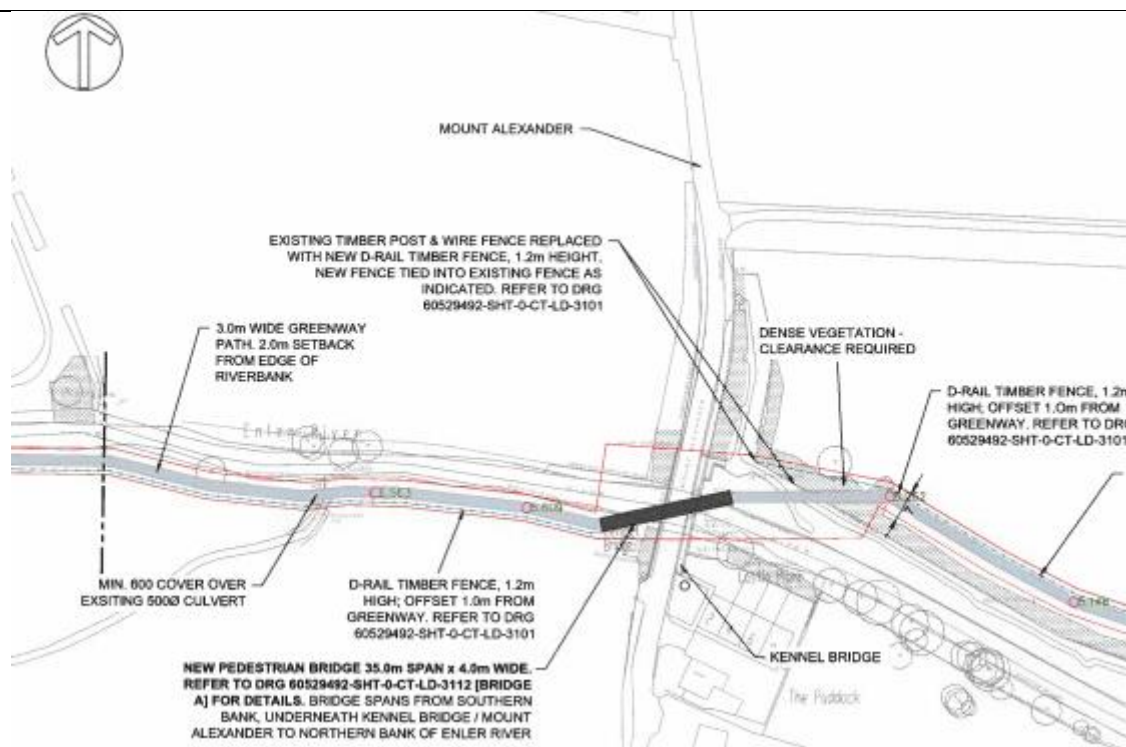 MOUNT ALEXANDER
EXISTING TIMBER POST & WIRE FENCE REPLACED
WITH NEW D-RAIL TIMBER FENCE, 1.2m HEIGHT.
NEW FENCE TIED INTO EXISTING FENCE AS
INDICATED. REFER TO DRG
60529492-SHT-0-CT-LD-3101
3.0m WIDE GREENWAY
PATH. 2.0m SETBACK
FROM EDGE OF
RIVERBANK
DENSE VEGETATION -
CLEARANCE REQUIRED
D-RAIL TIMBER FENCE, 1.2m
HIGH; OFFSET 1.0m FROM
GREENWAY. REFER TO DRG
60529492-SHT-0-CT-LD-3101
Enler River
MIN. 600 COVER OVER
EXSITING 500Ø CULVERT
D-RAIL TIMBER FENCE, 1.2m
HIGH; OFFSET 1.0m FROM
GREENWAY. REFER TO DRG
60529492-SHT-0-CT-LD-3101
KENNEL BRIDGE
The Paddock
NEW PEDESTRIAN BRIDGE 35.0m SPAN x 4.0m WIDE.
REFER TO DRG 60529492-SHT-0-CT-LD-3112 [BRIDGE
A] FOR DETAILS. BRIDGE SPANS FROM SOUTHERN
BANK, UNDERNEATH KENNEL BRIDGE / MOUNT
ALEXANDER TO NORTHERN BANK OF ENLER RIVER